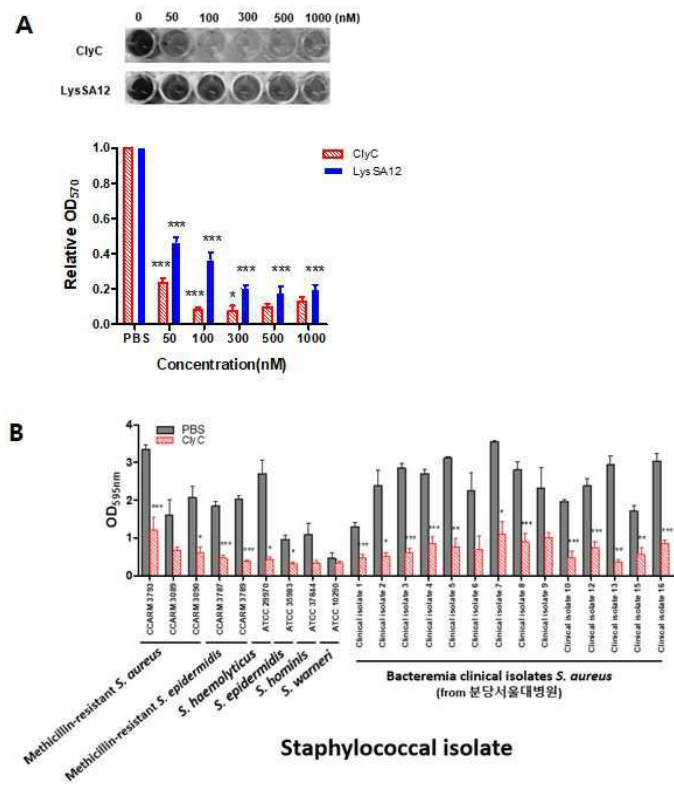 A
0 50 100 300 500 1000 (nM)
ClyC
LysSA12
ClyC
LysSA12
Relative OD570
1.0
0.8
0.6
0.4
0.2
0.0
*** *** *** *** * *** *** ***
PBS 50 100 300 500 1000
Concentration(nM)
B
PBS
ClyC
OD595nm
4
3
2
1
0
*** * *** *** * * *** * *** *** ** * *** *** *** ** *** ***
CCARM 3793
CCARM 3089
CCARM 3090
CCARM 3787
CCARM 3789
ATCC 29970
ATCC 35983
ATCC 37844
ATCC 10290
Clinical isolate 1
Clinical isolate 2
Clinical isolate 3
Clinical isolate 4
Clinical isolate 5
Clinical isolate 6
Clinical isolate 7
Clinical isolate 8
Clinical isolate 9
Clinical isolate 10
Clinical isolate 12
Clinical isolate 13
Clinical isolate 15
Clinical isolate 16
Methicillin-resistant S. aureus
Methicillin-resistant S. epidermidis
S. haemolyticus
S. epidermidis
S. hominis
S. warneri
Bacteremia clinical isolates S. aureus
(from 분당서울대병원)
Staphylococcal isolate